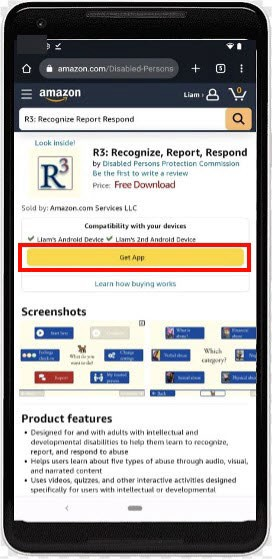 amazon.com/Disabled-Persons
5
amazon
Liam
0
R3: Recognize Report Respond
Look inside!
R3
R3: Recognize, Report, Respond
by Disabled Persons Protection Commission
Be the first to write a review
Price: Free Download
Sold by: Amazon.com Services LLC
Compatibility with your devices
Liam's Android Device Liam's 2nd Android Device
Get App
Learn how buying works
Screenshots
Start here
Feelings check-in
What do you want to do?
Change settings
Report
My trusted person
What is abuse?
Verbal abuse
Sexual abuse
Which category?
Back
Product features
• Designed for and with adults with intellectual and
developmental disabilities to help them learn to recognize,
report, and respond to abuse
• Helps users learn about five types of abuse through audio, visual,
and narrated content
• Uses videos, quizzes, and other interactive activities designed
specifically for users with intellectual or developmental